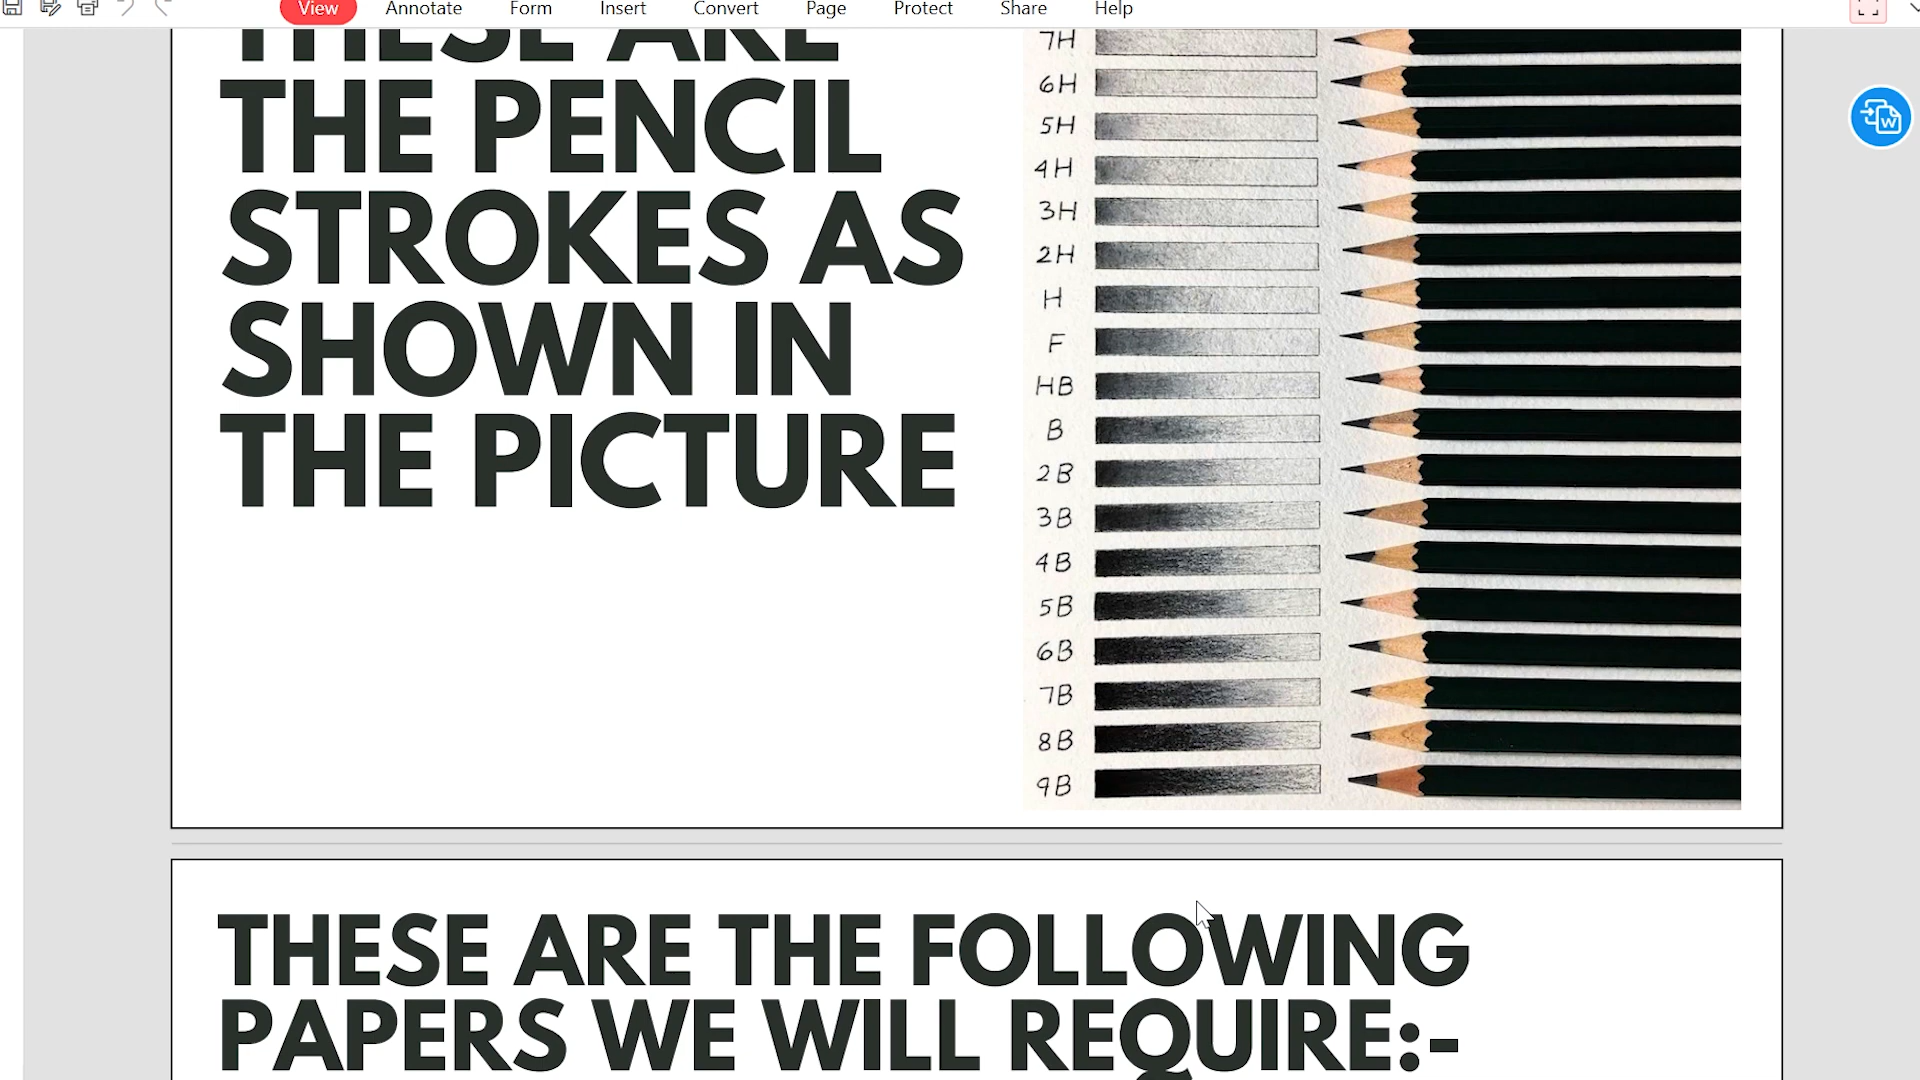 View Annotate Form Insert Convert Page Protect Share Help
THESE ARE
THE PENCIL
STROKES AS
SHOWN IN
THE PICTURE
7H
6H
5H
4H
3H
2H
H
F
HB
B
2B
3B
4B
5B
6B
7B
8B
9B
W
THESE ARE THE FOLLOWING
PAPERS WE WILL REQUIRE:-